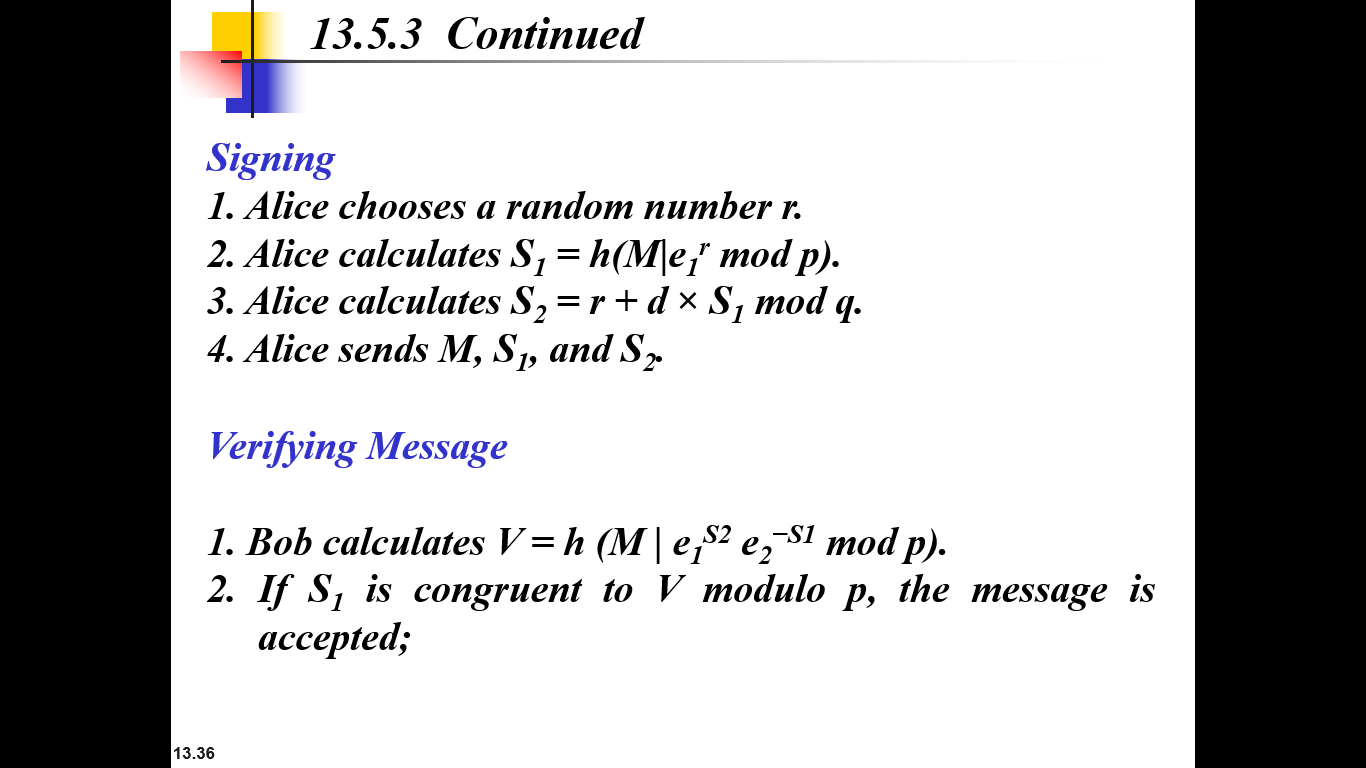 13.5.3 Continued
Signing
1. Alice chooses a random number r.
2. Alice calculates S₁ = h(M|e₁ʳ mod p).
3. Alice calculates S₂ = r + d × S₁ mod q.
4. Alice sends M, S₁, and S₂.
Verifying Message
1. Bob calculates V = h (M | e₁^S2 e₂^–S1 mod p).
2. If S₁ is congruent to V modulo p, the message is
accepted;
13.36